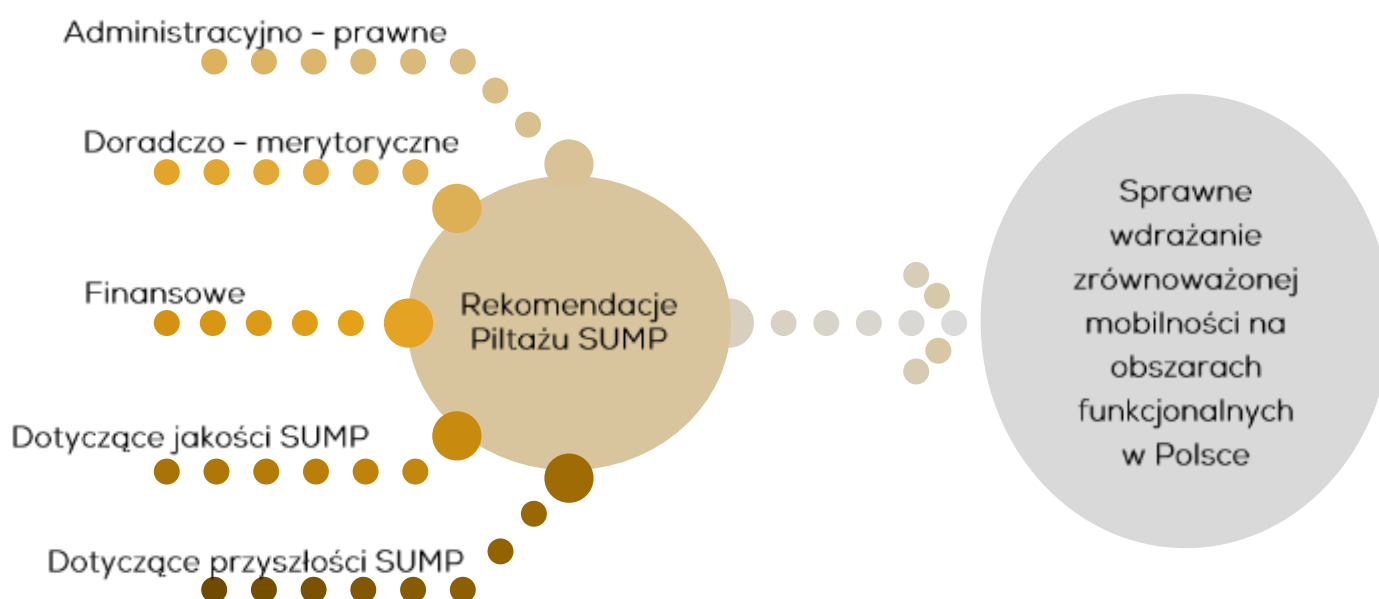 Administracyjno - prawne
Doradczo - merytoryczne
Finansowe
Dotyczące jakości SUMP
Dotyczące przyszłości SUMP
Rekomendacje
Piltażu SUMP
Sprawne
wdrażanie
zrównoważonej
mobilności na
obszarach
funkcjonalnych
w Polsce